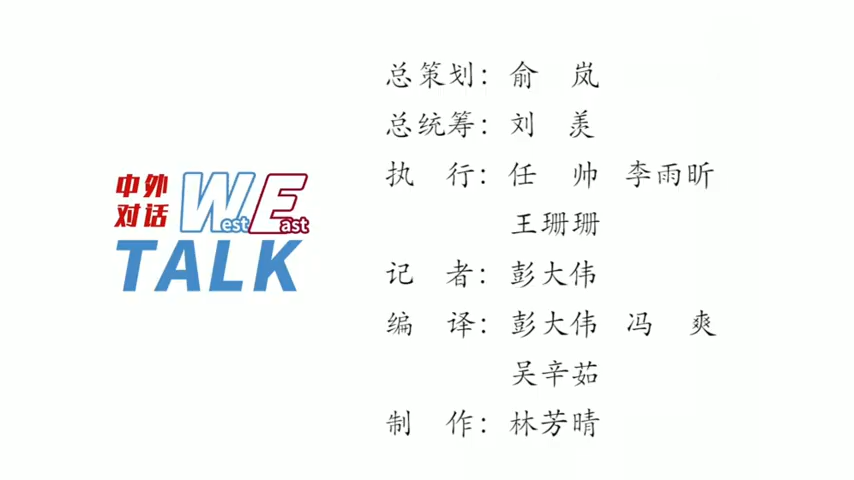 中外
对话
West East
TALK
总策划：俞　岚
总统筹：刘　羡
执　行：任　帅　李雨昕
王珊珊
记　者：彭大伟
编　译：彭大伟　冯　爽
吴辛茹
制　作：林芳晴